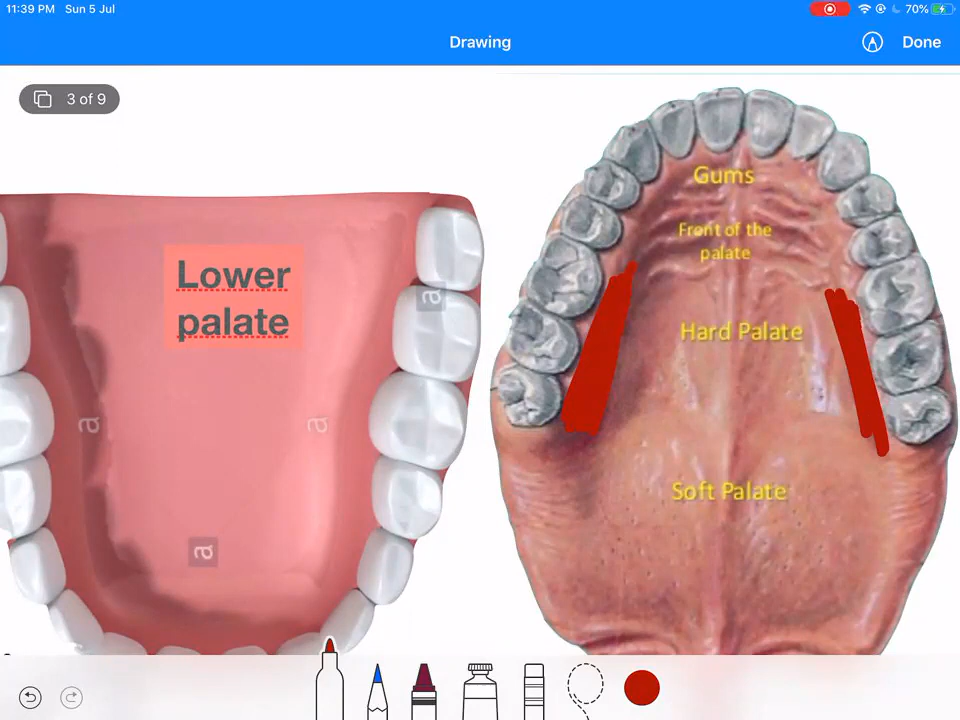 11:39 PM Sun 5 Jul
70%
Drawing
Done
3 of 9
Lower
palate
a
a
a
a
Gums
Front of the
palate
Hard Palate
Soft Palate